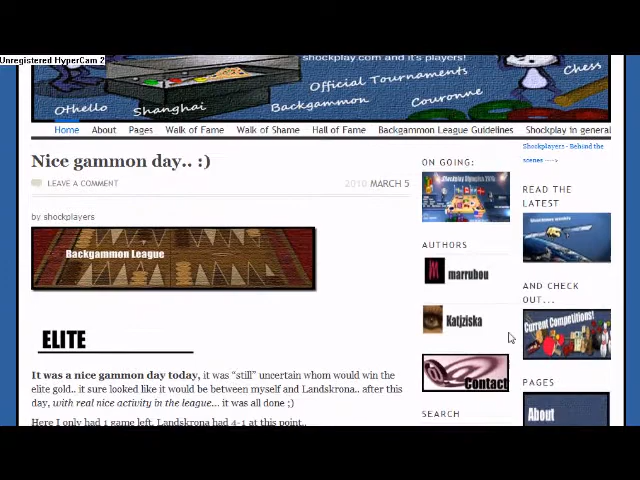 Unregistered HyperCam 2
shockplay.com and it's players!
Official Tournaments
Chess
Othello
Shanghai
Backgammon
Couronne
Home About Pages Walk of Fame Walk of Shame Hall of Fame Backgammon League Guidelines Shockplay in general
Nice gammon day.. :)
LEAVE A COMMENT
2010 MARCH 5
by shockplayers
Backgammon League
ELITE
It was a nice gammon day today, it was “still” uncertain whom would win the
elite gold.. it sure looked like it would be between myself and Landskrona.. after this
day, with real nice activity in the league... it was all done ;)
Here I only had 1 game left. Landskrona had 4-1 at this point..
ON GOING:
Shockplay Olympics 2010
AUTHORS
marrubou
Katjziska
Contact
SEARCH
Shockplayers - Behind the
scenes ---->
READ THE
LATEST
AND CHECK
OUT...
Current Competitions!
PAGES
About